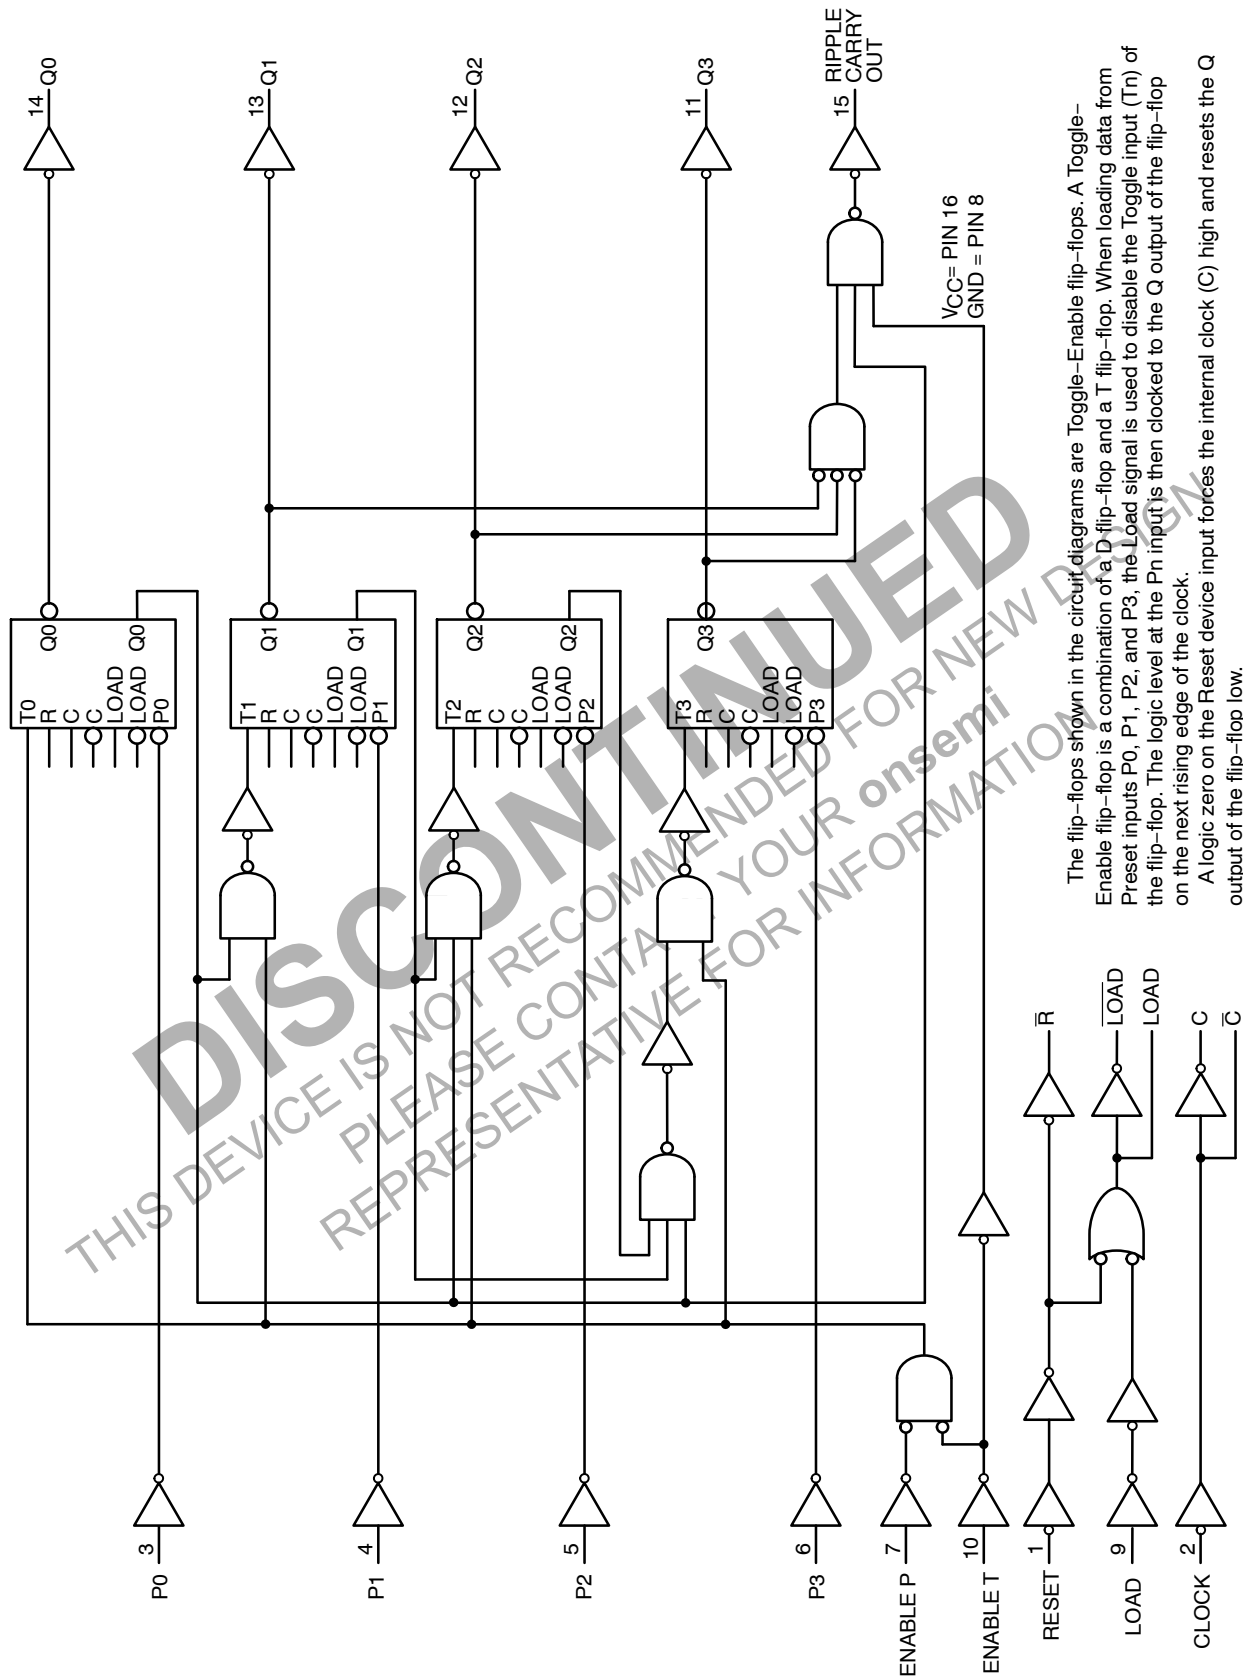 14 Q0
13 Q1
12 Q2
11 Q3
15 RIPPLE CARRY OUT
T0
R
C
C
LOAD
LOAD
P0
Q0
Q0
T1
R
C
C
LOAD
LOAD
P1
Q1
Q1
T2
R
C
C
LOAD
LOAD
P2
Q2
Q2
T3
R
C
C
LOAD
LOAD
P3
Q3
VCC= PIN 16
GND = PIN 8
P0 3
P1 4
P2 5
P3 6
ENABLE P 7
ENABLE T 10
RESET 1
LOAD 9
CLOCK 2
R̅
L̅O̅A̅D̅
LOAD
C
C̅
The flip−flops shown in the circuit diagrams are Toggle−Enable flip−flops. A Toggle−
Enable flip−flop is a combination of a D flip−flop and a T flip−flop. When loading data from
Preset inputs P0, P1, P2, and P3, the Load signal is used to disable the Toggle input (Tn) of
the flip−flop. The logic level at the Pn input is then clocked to the Q output of the flip−flop
on the next rising edge of the clock.
A logic zero on the Reset device input forces the internal clock (C) high and resets the Q
output of the flip−flop low.
DISCONTINUED
THIS DEVICE IS NOT RECOMMENDED FOR NEW DESIGN
PLEASE CONTA YOUR onsemi
REPRESENTATIVE FOR INFORMATION